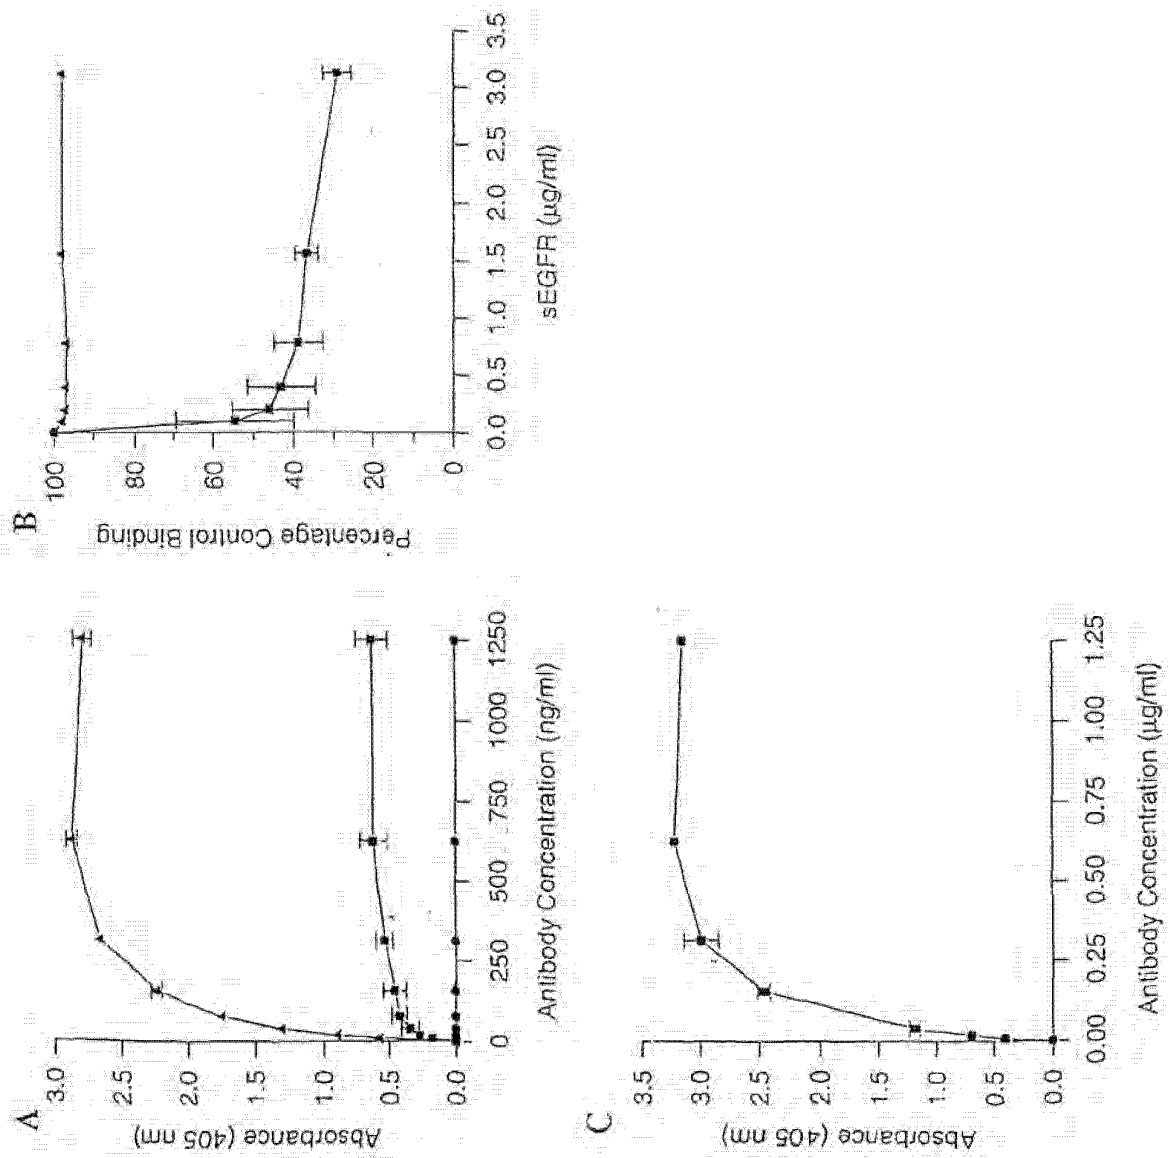 A
3.0
2.5
2.0
1.5
1.0
0.5
0.0
Absorbance (405 nm)
0 250 500 750 1000 1250
Antibody Concentration (ng/ml)
B
100
80
60
40
20
0
Percentage Control Binding
0.0 0.5 1.0 1.5 2.0 2.5 3.0 3.5
sEGFR (µg/ml)
C
3.5
3.0
2.5
2.0
1.5
1.0
0.5
0.0
Absorbance (405 nm)
0.00 0.25 0.50 0.75 1.00 1.25
Antibody Concentration (µg/ml)